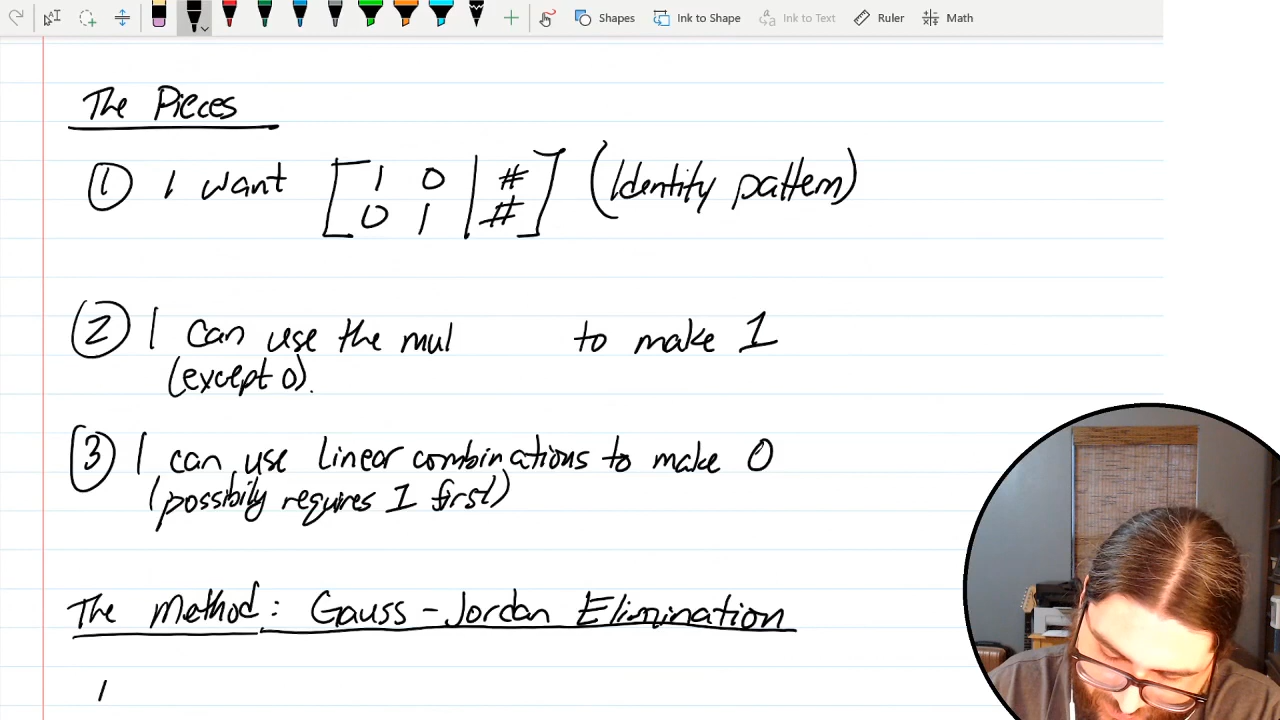 Shapes Ink to Shape Ink to Text Ruler Math
The Pieces
① I want [1 0 | # (Identity pattern)
0 1 | #]
② I can use the mul to make 1
(except 0).
③ I can use linear combinations to make 0
(possibily requires 1 first)
The Method: Gauss-Jordan Elimination
1